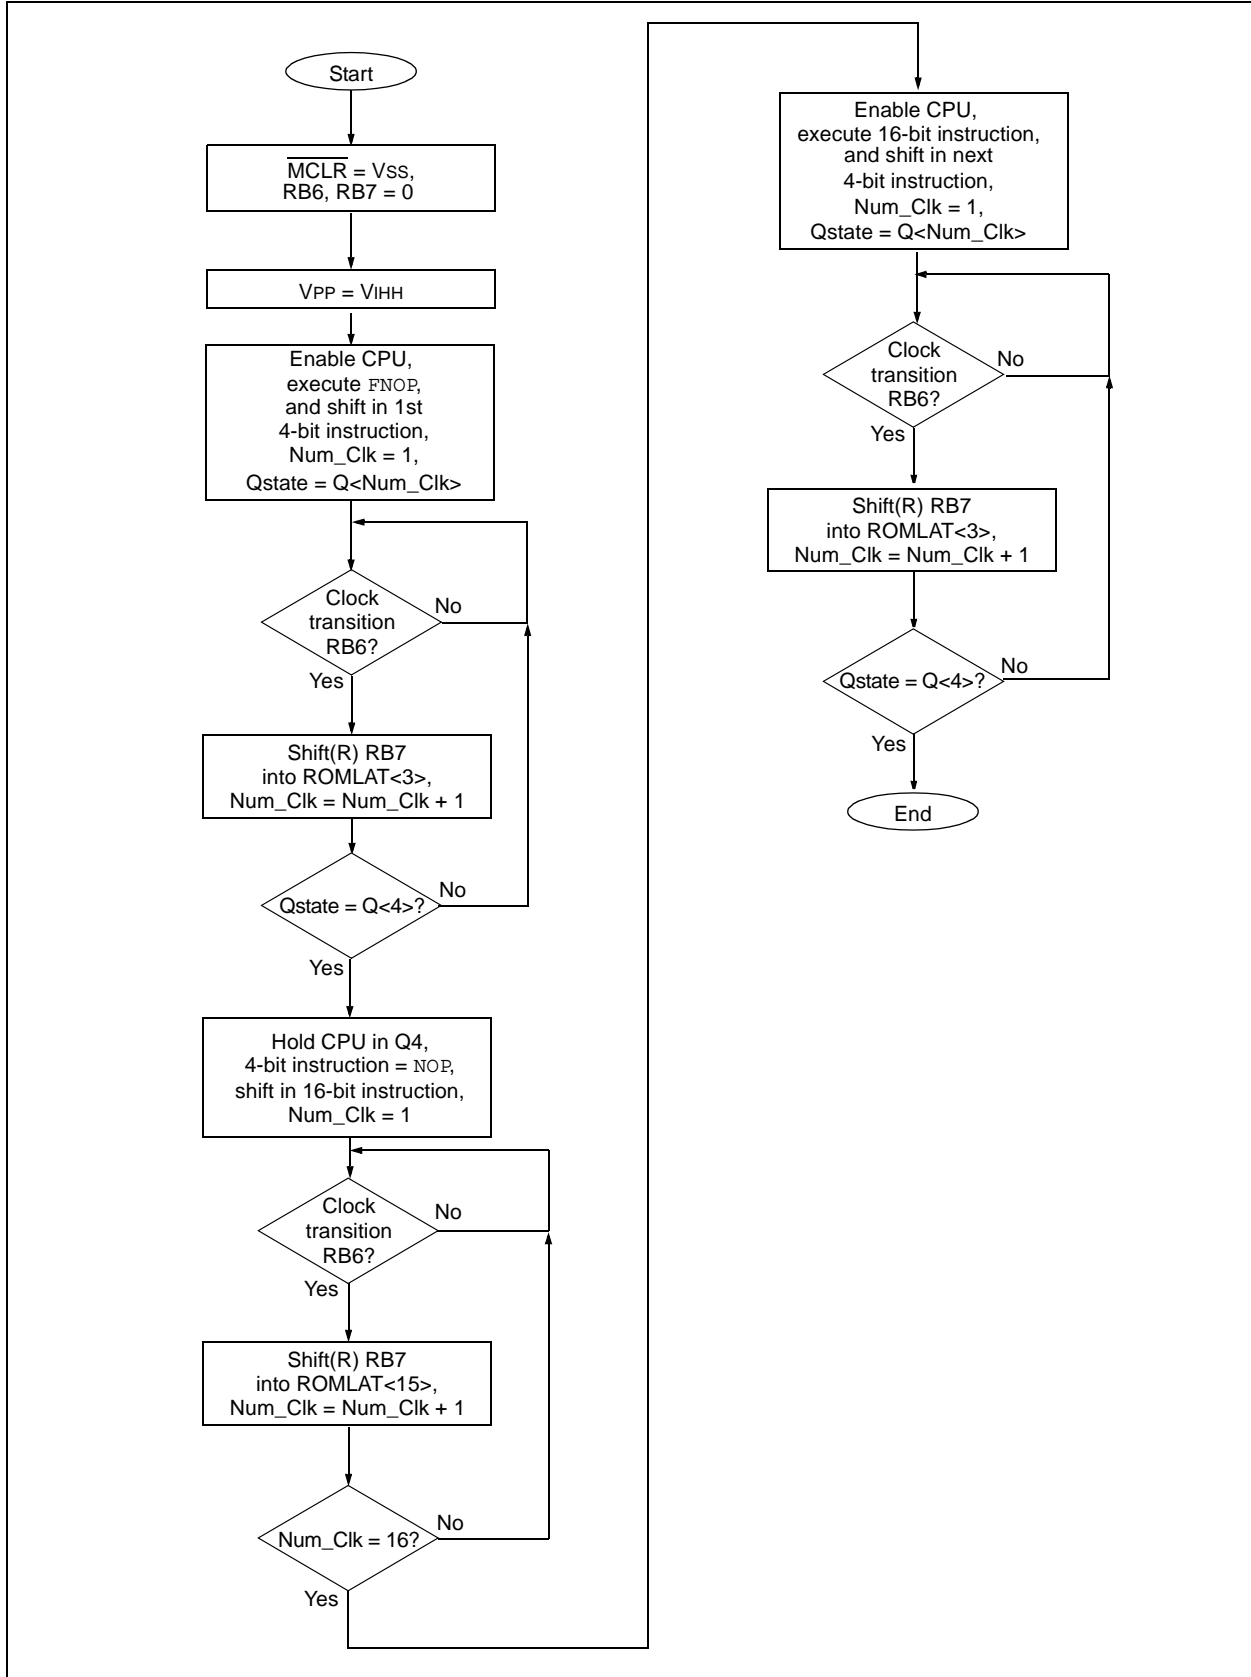 Start
MCLR = VSS,
RB6, RB7 = 0
VPP = VIHH
Enable CPU,
execute FNOP,
and shift in 1st
4-bit instruction,
Num_Clk = 1,
Qstate = Q<Num_Clk>
Clock
transition
RB6?
No
Yes
Shift(R) RB7
into ROMLAT<3>,
Num_Clk = Num_Clk + 1
Qstate = Q<4>?
No
Yes
Hold CPU in Q4,
4-bit instruction = NOP,
shift in 16-bit instruction,
Num_Clk = 1
Clock
transition
RB6?
No
Yes
Shift(R) RB7
into ROMLAT<15>,
Num_Clk = Num_Clk + 1
Num_Clk = 16?
No
Yes
Enable CPU,
execute 16-bit instruction,
and shift in next
4-bit instruction,
Num_Clk = 1,
Qstate = Q<Num_Clk>
Clock
transition
RB6?
No
Yes
Shift(R) RB7
into ROMLAT<3>,
Num_Clk = Num_Clk + 1
Qstate = Q<4>?
No
Yes
End